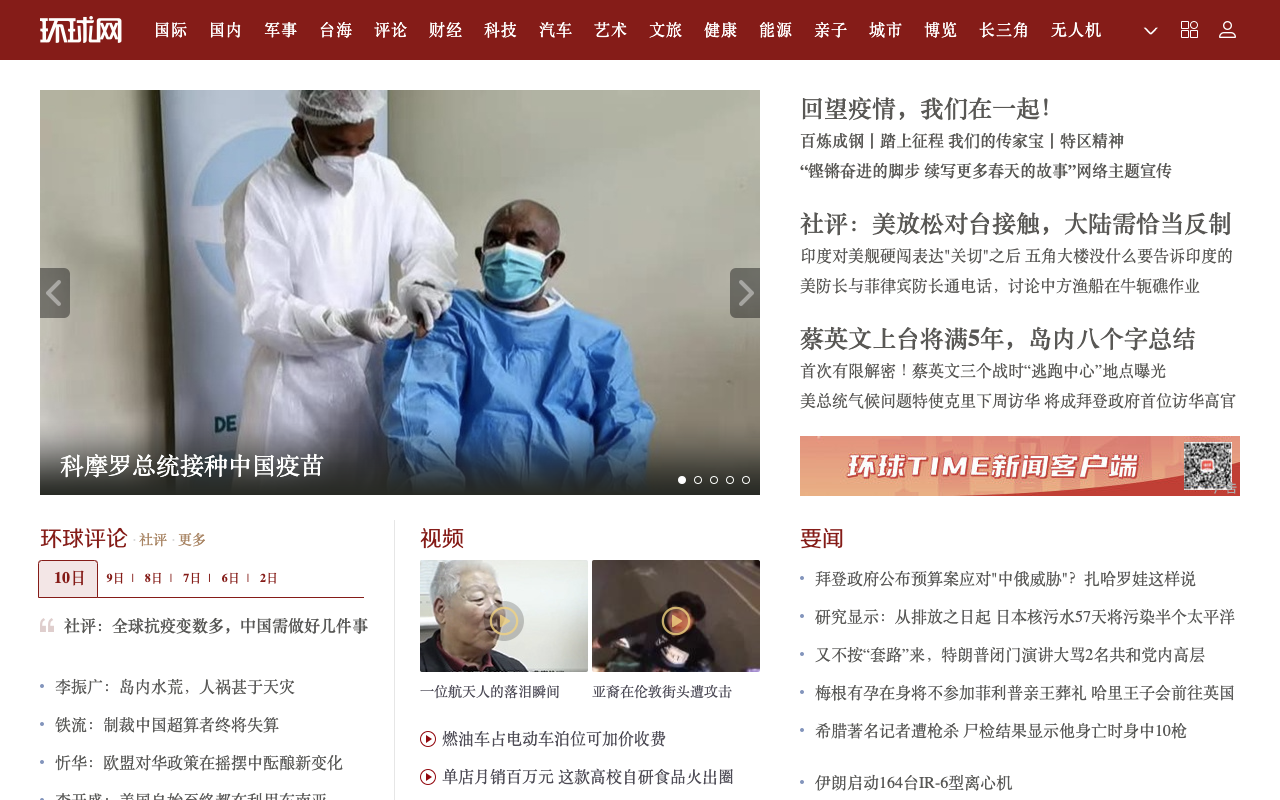 环球网 国际 国内 军事 台海 评论 财经 科技 汽车 艺术 文旅 健康 能源 亲子 城市 博览 长三角 无人机
科摩罗总统接种中国疫苗
回望疫情，我们在一起！
百炼成钢丨踏上征程 我们的传家宝丨特区精神
“铿锵奋进的脚步 续写更多春天的故事”网络主题宣传
社评：美放松对台接触，大陆需恰当反制
印度对美舰硬闯表达"关切"之后 五角大楼没什么要告诉印度的
美防长与菲律宾防长通电话，讨论中方渔船在牛轭礁作业
蔡英文上台将满5年，岛内八个字总结
首次有限解密！蔡英文三个战时“逃跑中心”地点曝光
美总统气候问题特使克里下周访华 将成拜登政府首位访华高官
环球TIME新闻客户端
广告
环球评论 · 社评 · 更多
10日 9日 | 8日 | 7日 | 6日 | 2日
社评：全球抗疫变数多，中国需做好几件事
李振广：岛内水荒，人祸甚于天灾
铁流：制裁中国超算者终将失算
忻华：欧盟对华政策在摇摆中酝酿新变化
李开盛：美国自始至终都在利用东南亚
视频
一位航天人的落泪瞬间
亚裔在伦敦街头遭攻击
燃油车占电动车泊位可加价收费
单店月销百万元 这款高校自研食品火出圈
要闻
拜登政府公布预算案应对"中俄威胁"？扎哈罗娃这样说
研究显示：从排放之日起 日本核污水57天将污染半个太平洋
又不按“套路”来，特朗普闭门演讲大骂2名共和党内高层
梅根有孕在身将不参加菲利普亲王葬礼 哈里王子会前往英国
希腊著名记者遭枪杀 尸检结果显示他身亡时身中10枪
伊朗启动164台IR-6型离心机